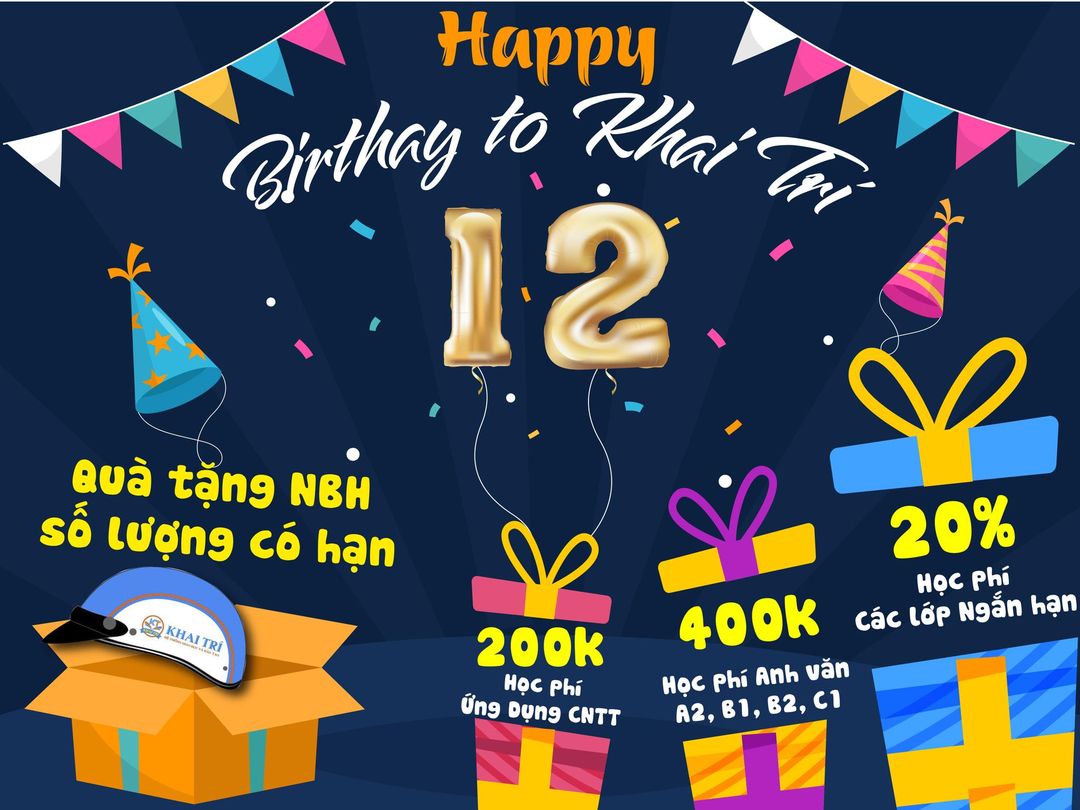 Happy
Birthay to Khai Trí
12
Quà tặng NBH
số lượng có hạn
KT
KHAI TRÍ
200K
Học phí
Ứng Dụng CNTT
400K
Học phí Anh văn
A2, B1, B2, C1
20%
Học phí
các lớp Ngắn hạn